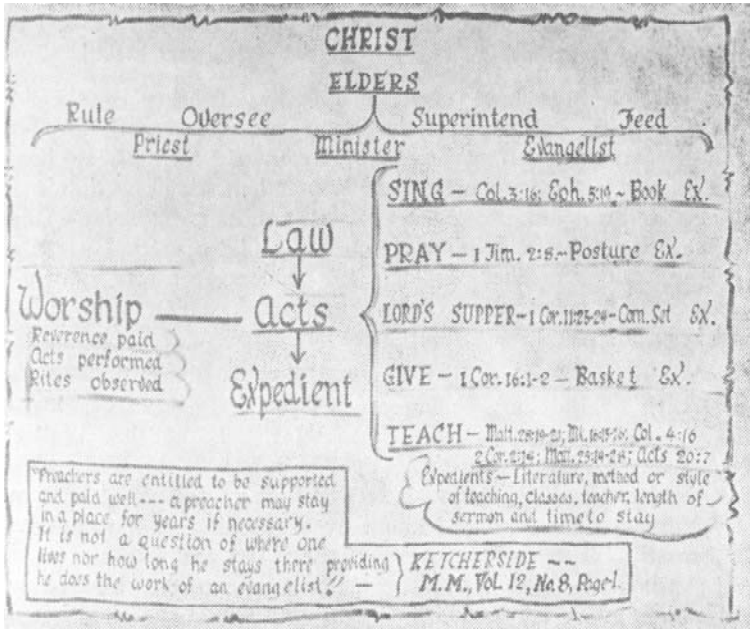 CHRIST
ELDERS
Rule Oversee Superintend Feed
Priest Minister Evangelist
SING – Col. 3:16; Eph. 5:19 – Book Ex.
Law
PRAY – 1 Tim. 2:8 – Posture Ex.
Worship — Acts
LORD'S SUPPER – 1 Cor. 11:23-29 – Com. Set Ex.
Reverence paid
Acts performed
Rites observed
Expedient
GIVE – 1 Cor. 16:1-2 – Basket Ex.
TEACH – Matt. 28:19-21; Col. 4:16
Acts 20:7
Expedients – Literature, method or style
of teaching, classes, teacher, length of
sermon and time to stay
"Preachers are entitled to be supported
and paid well --- a preacher may stay
in a place for years if necessary.
It is not a question of where one
lives nor how long he stays there providing
he does the work of an evangelist!" —
KETCHERSIDE --
M.M., Vol. 12, No. 8, Page 1.